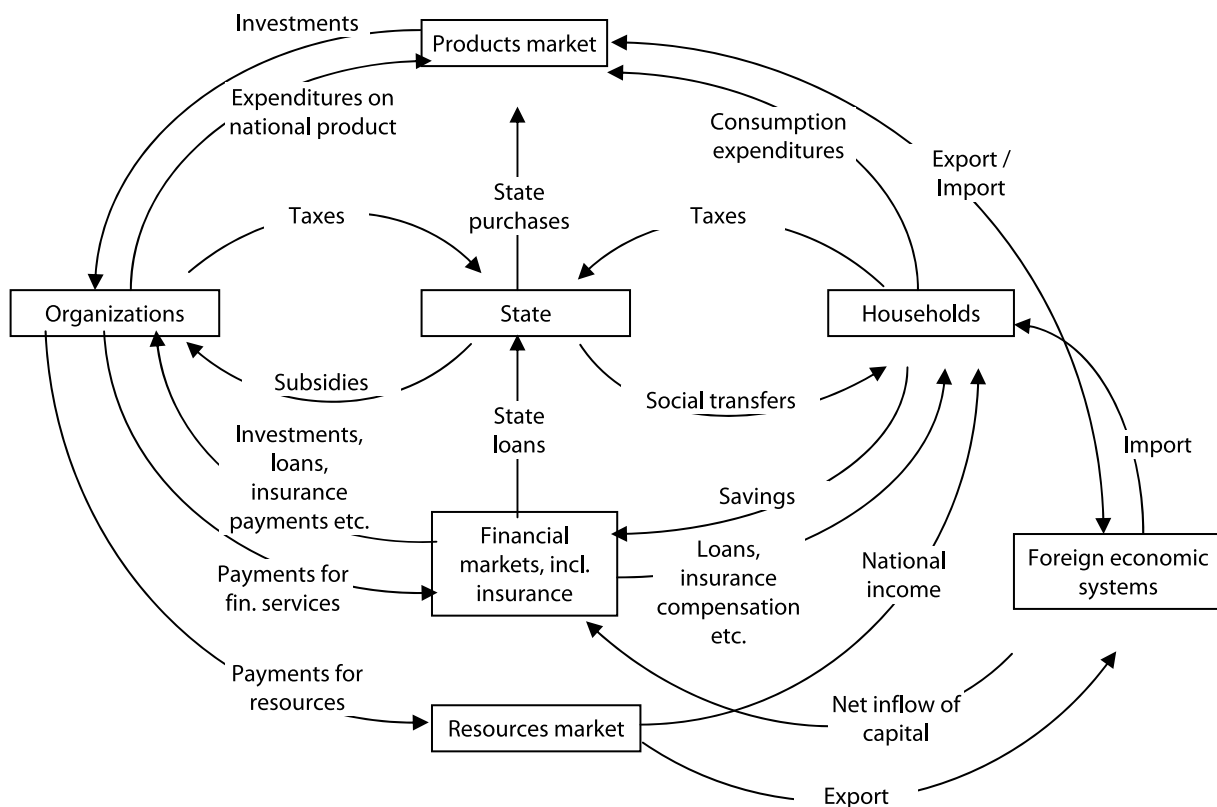 Investments
Products market
Expenditures on
national product
Consumption
expenditures
Export /
Import
State
purchases
Taxes
Taxes
Organizations
State
Households
Subsidies
Social transfers
State
loans
Investments,
loans,
insurance
payments etc.
Import
Savings
Financial
markets, incl.
insurance
Loans,
insurance
compensation
etc.
National
income
Foreign economic
systems
Payments for
fin. services
Payments for
resources
Resources market
Net inflow of
capital
Export